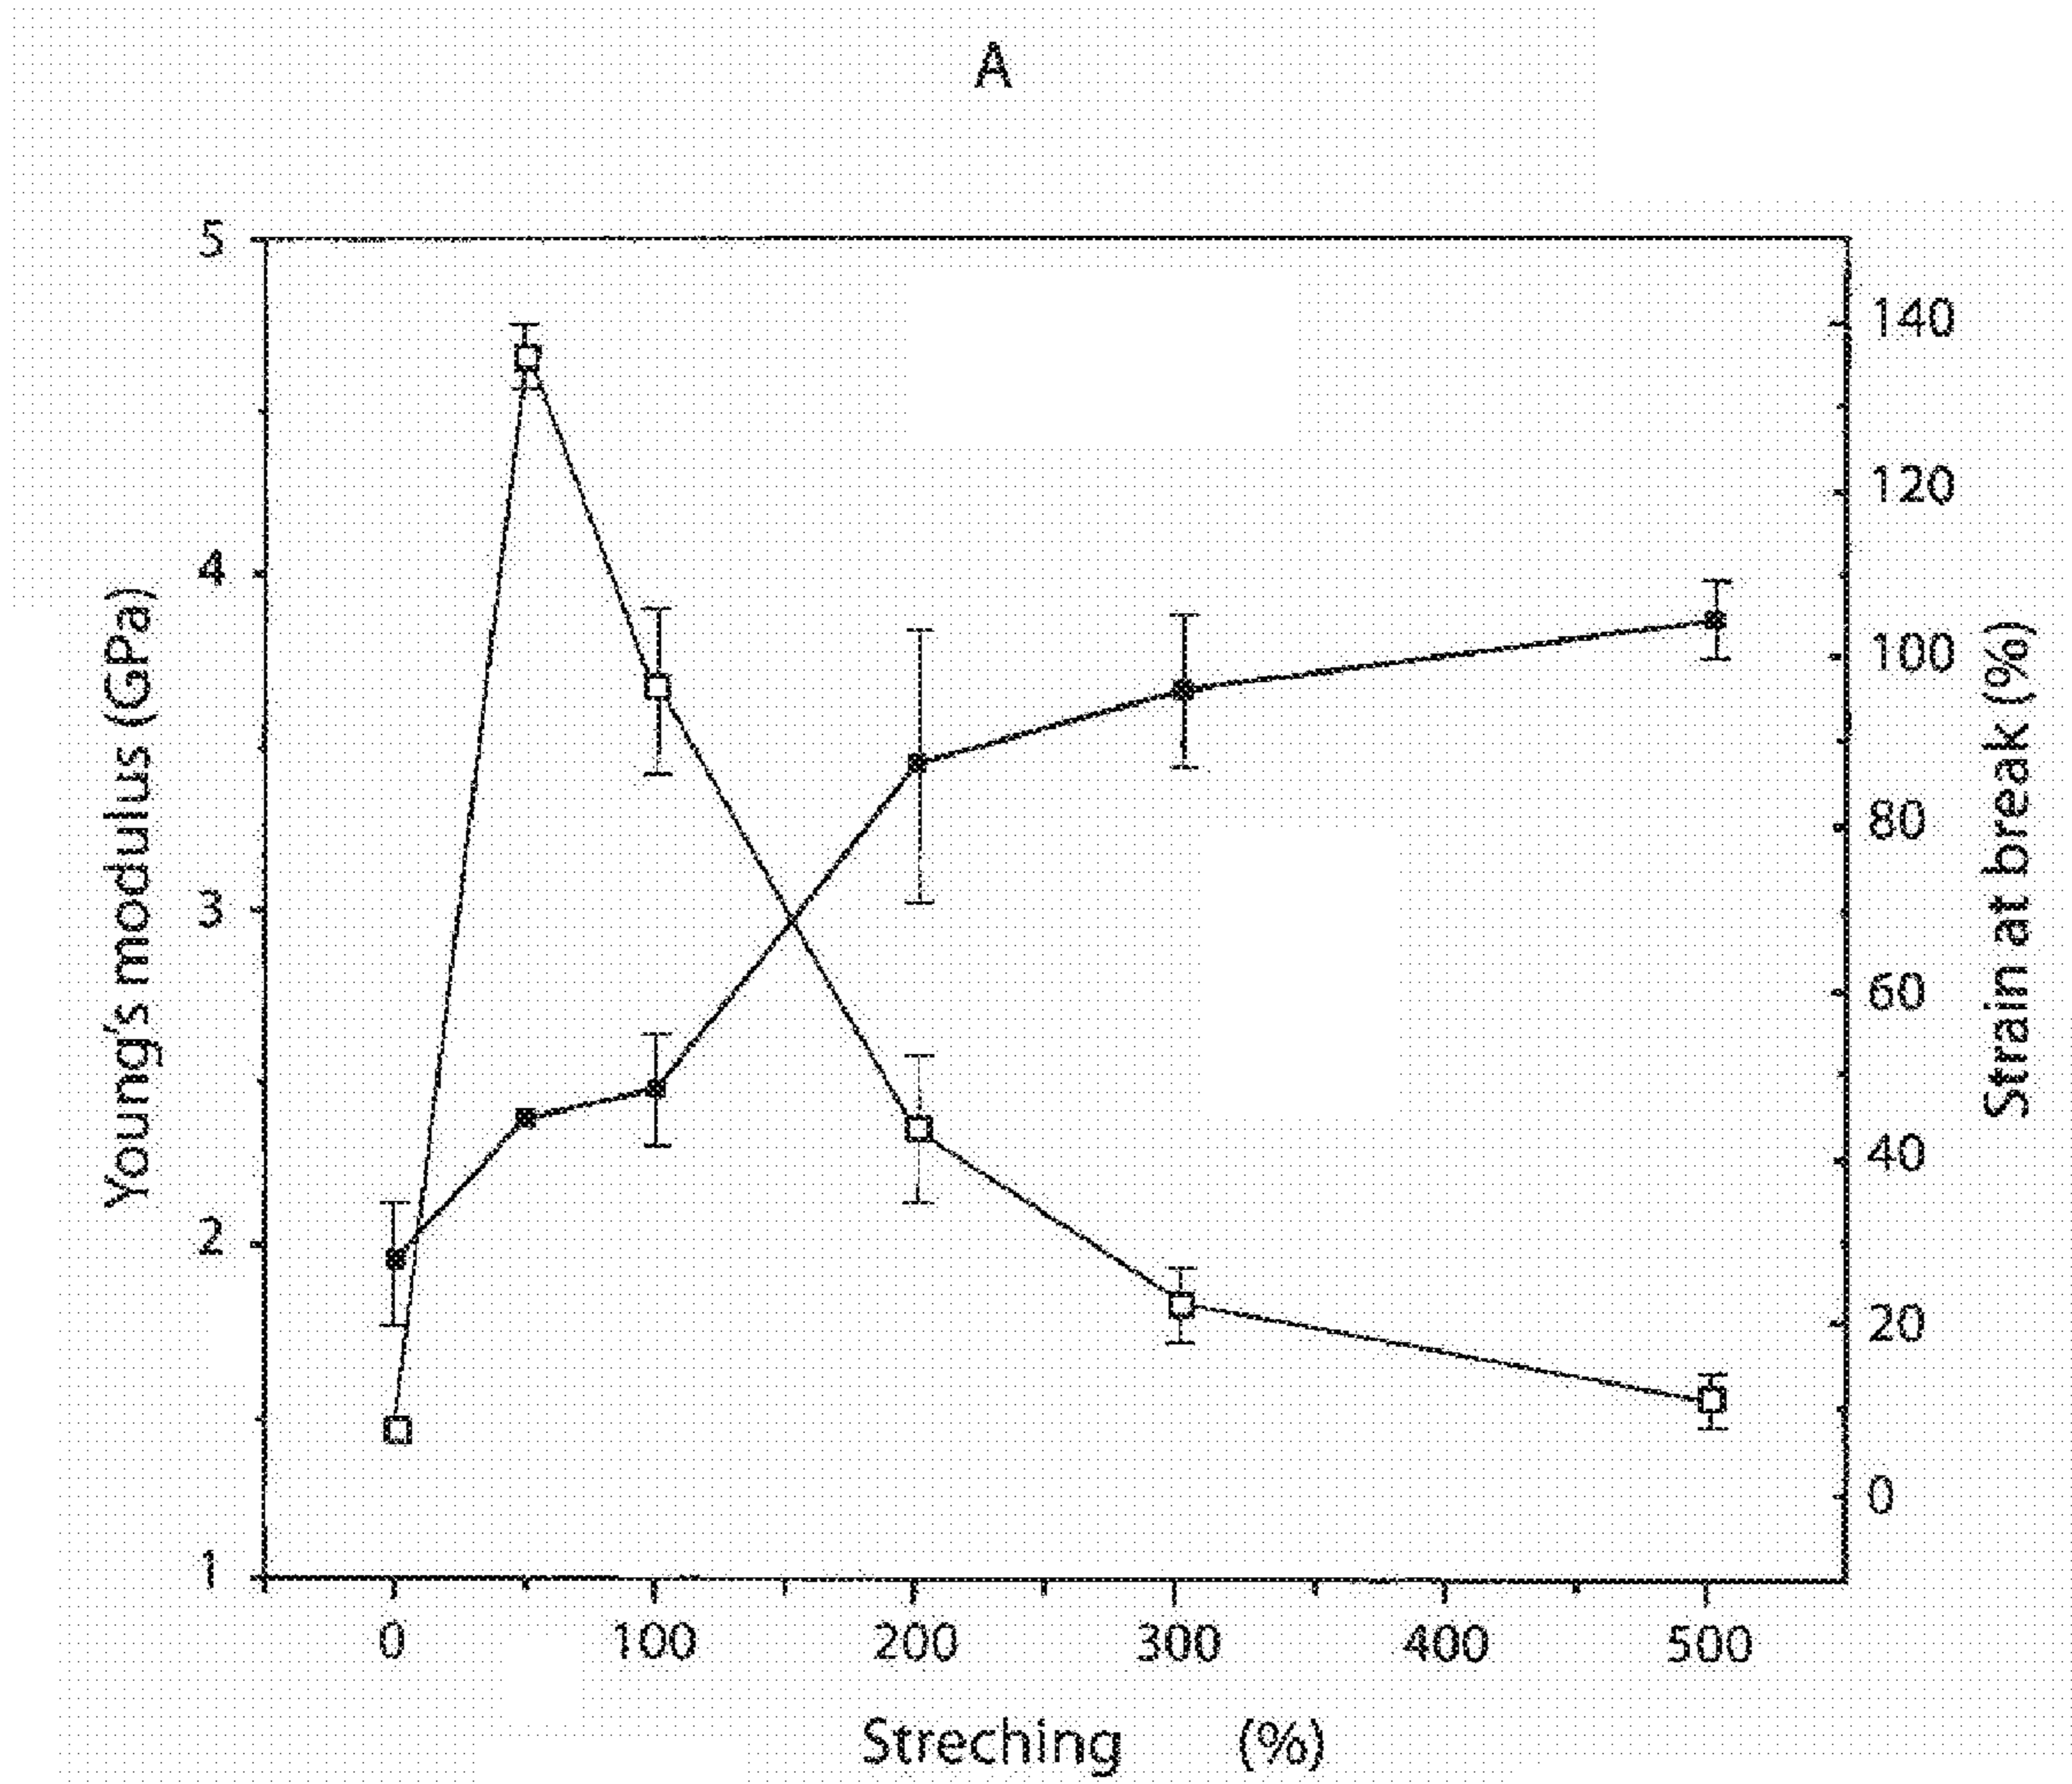 A
5
4
3
2
1
Young's modulus (GPa)
140
120
100
80
60
40
20
0
Strain at break (%)
0 100 200 300 400 500
Streching (%)